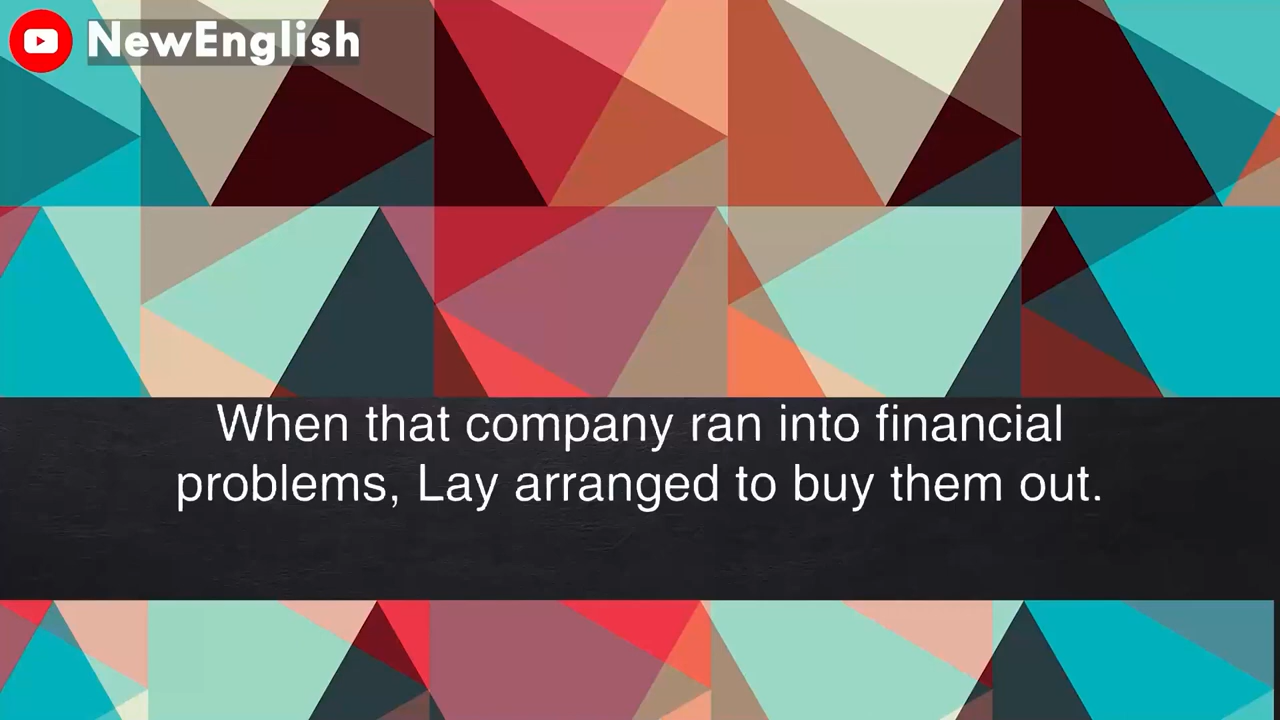 NewEnglish
When that company ran into financial
problems, Lay arranged to buy them out.